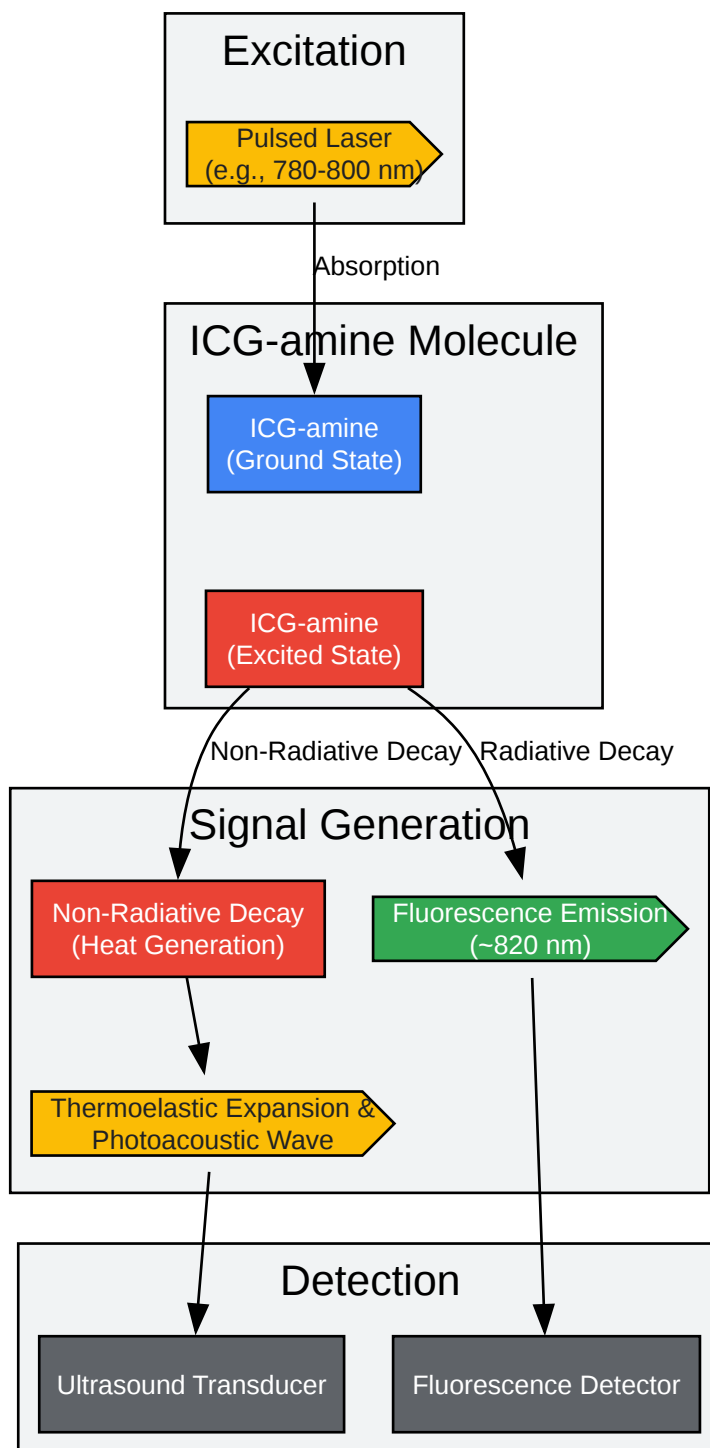 Excitation
Pulsed Laser
(e.g., 780-800 nm)
Absorption
ICG-amine Molecule
ICG-amine
(Ground State)
ICG-amine
(Excited State)
Non-Radiative Decay
Radiative Decay
Signal Generation
Non-Radiative Decay
(Heat Generation)
Fluorescence Emission
(~820 nm)
Thermoelastic Expansion &
Photoacoustic Wave
Detection
Ultrasound Transducer
Fluorescence Detector